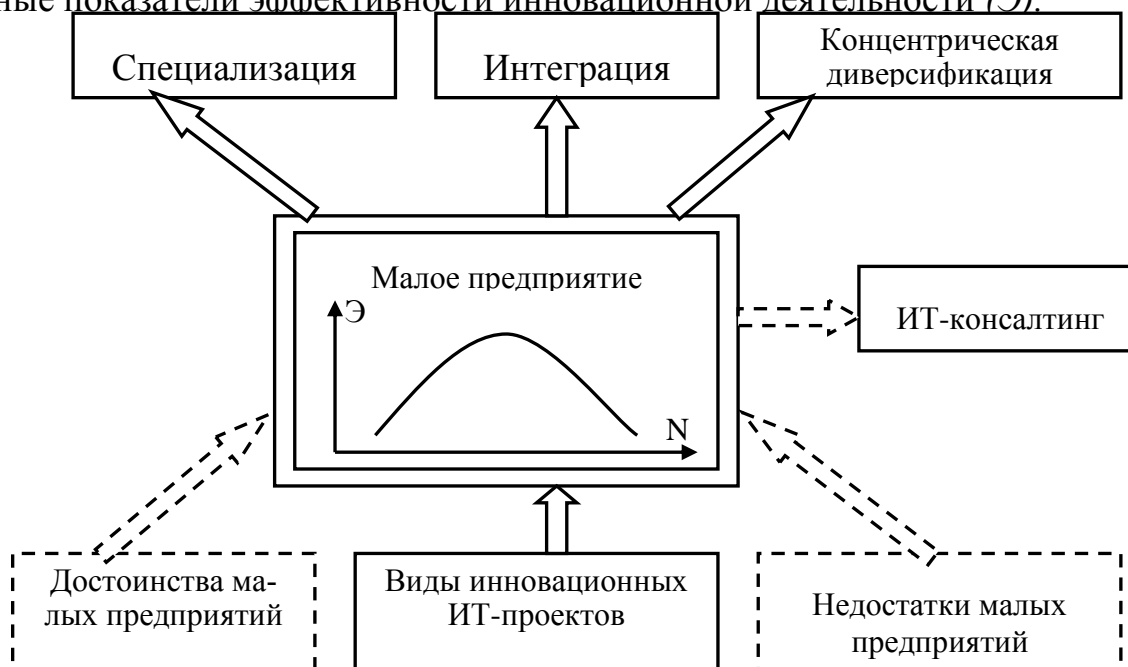 ные показатели эффективности инновационной деятельности (Э).
Специализация
Интеграция
Концентрическая
диверсификация
Малое предприятие
Э
N
ИТ-консалтинг
Достоинства ма-
лых предприятий
Виды инновационных
ИТ-проектов
Недостатки малых
предприятий